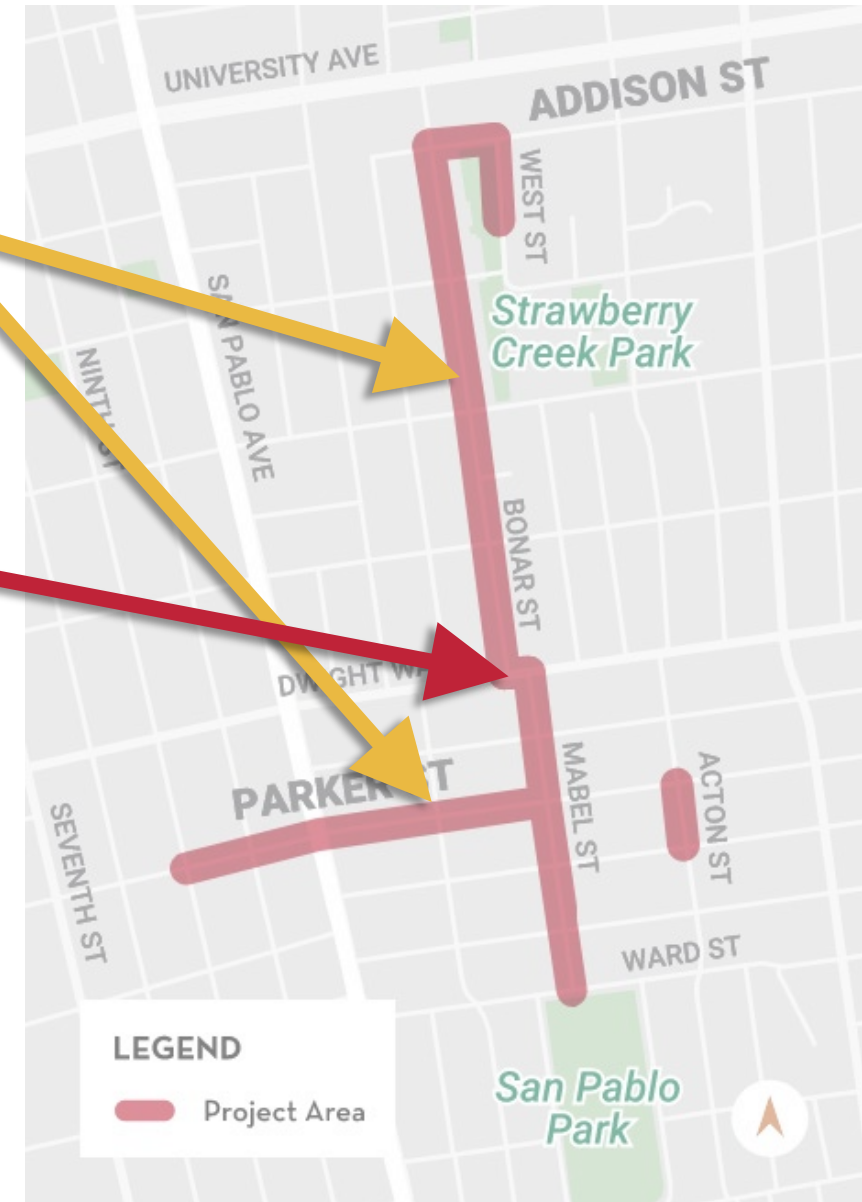 UNIVERSITY AVE
ADDISON ST
WEST ST
SAN PABLO AVE
Strawberry
Creek Park
NINTH ST
BONAR ST
DWIGHT WA
PARKER ST
MABEL ST
ACTON ST
SEVENTH ST
WARD ST
LEGEND
Project Area
San Pablo
Park